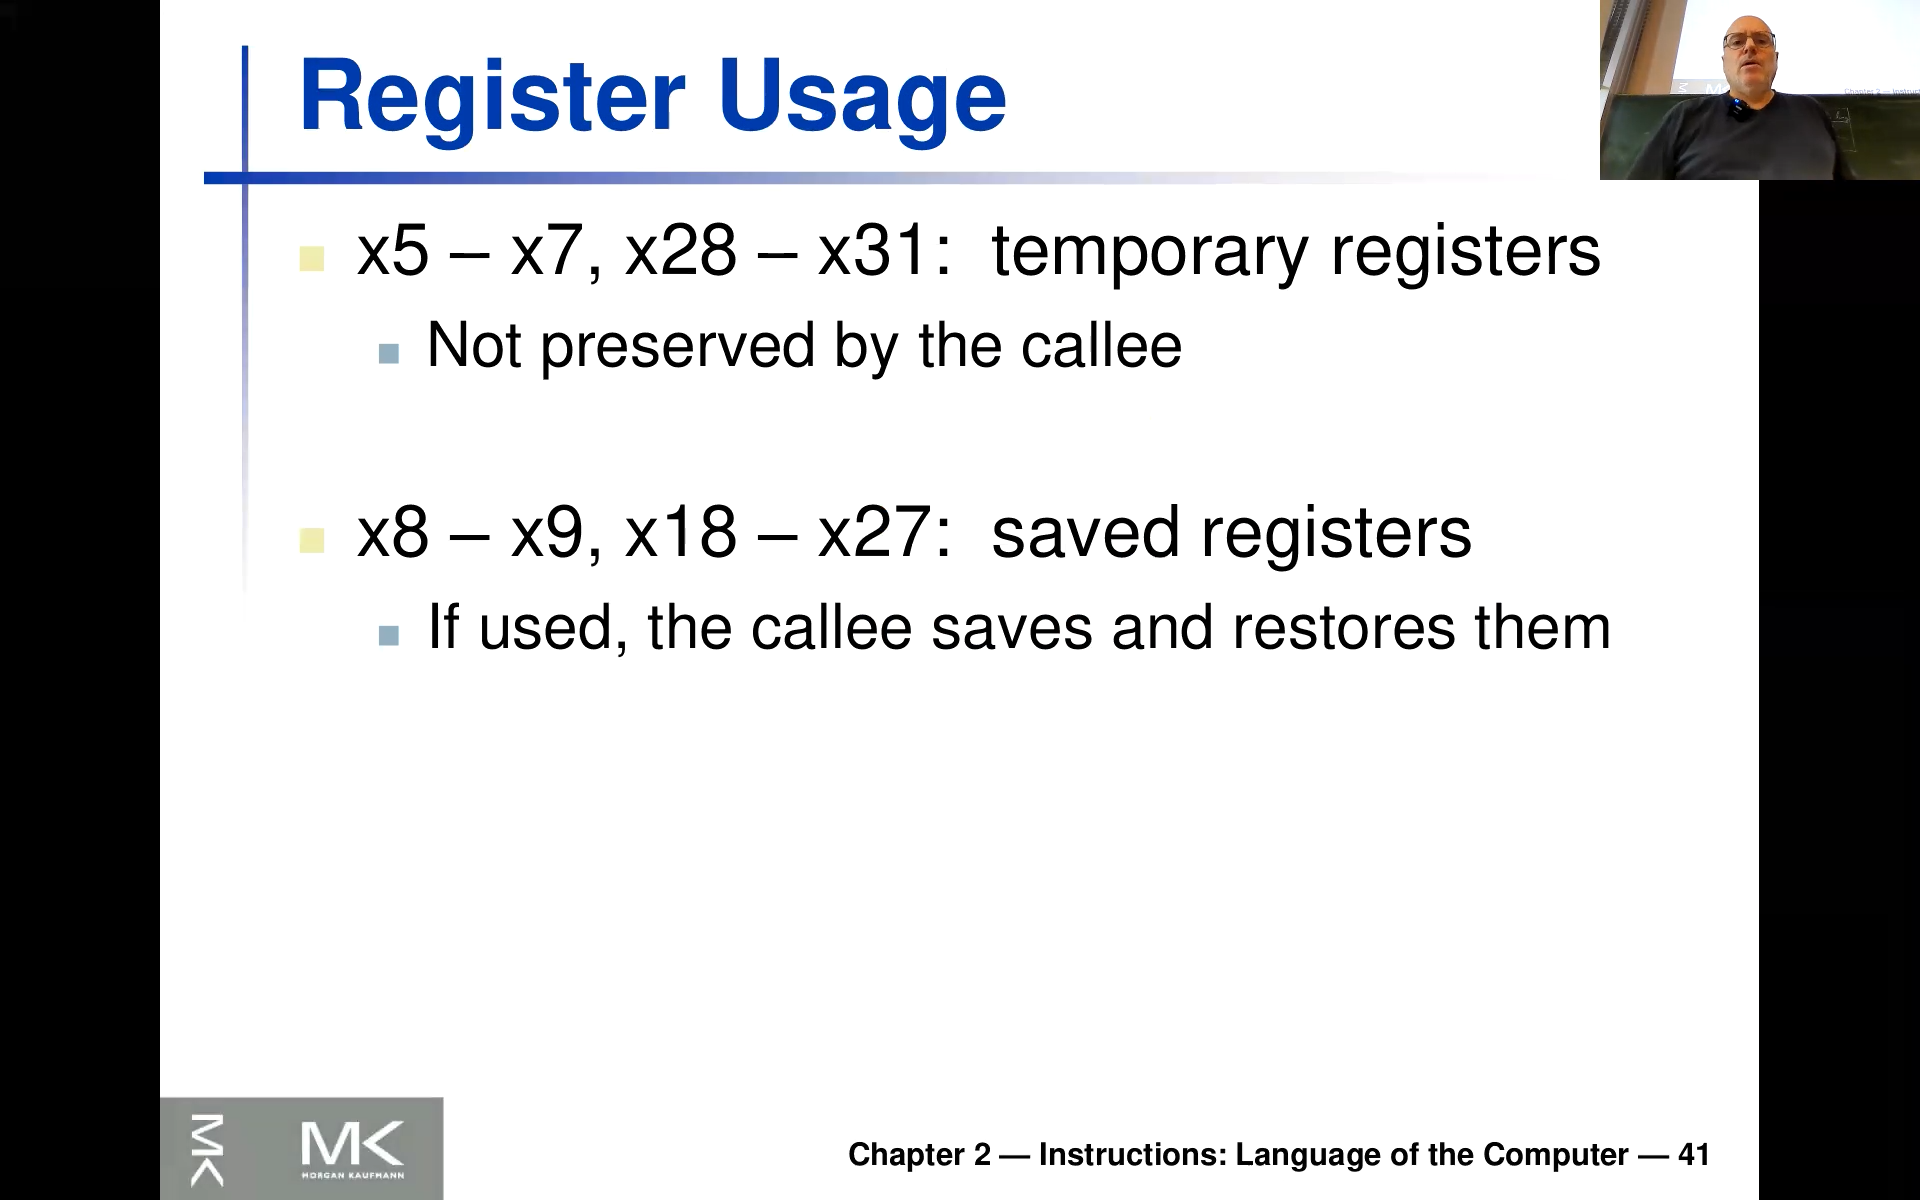 Register Usage
x5 – x7, x28 – x31: temporary registers
Not preserved by the callee
x8 – x9, x18 – x27: saved registers
If used, the callee saves and restores them
MK
MK
MORGAN KAUFMANN
Chapter 2 — Instructions: Language of the Computer — 41